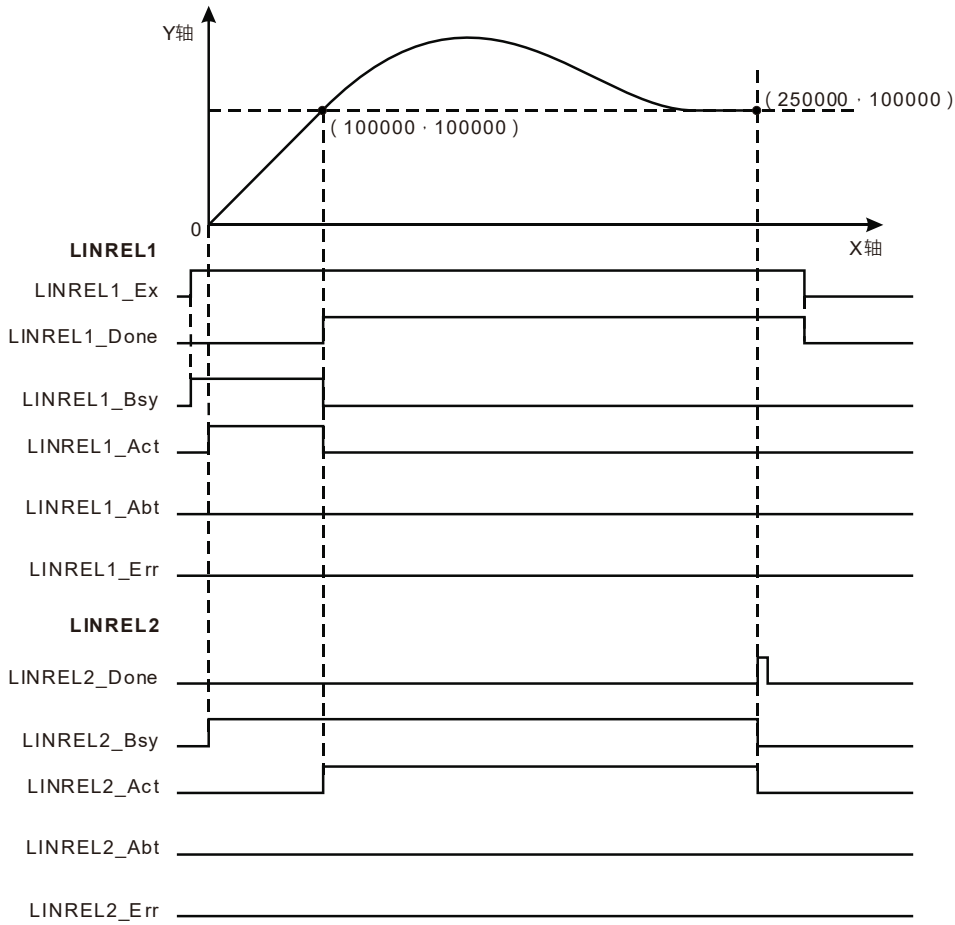 Y轴
( 250000 · 100000 )
( 100000 · 100000 )
0
X轴
LINREL1
LINREL1_Ex
LINREL1_Done
LINREL1_Bsy
LINREL1_Act
LINREL1_Abt
LINREL1_Err
LINREL2
LINREL2_Done
LINREL2_Bsy
LINREL2_Act
LINREL2_Abt
LINREL2_Err